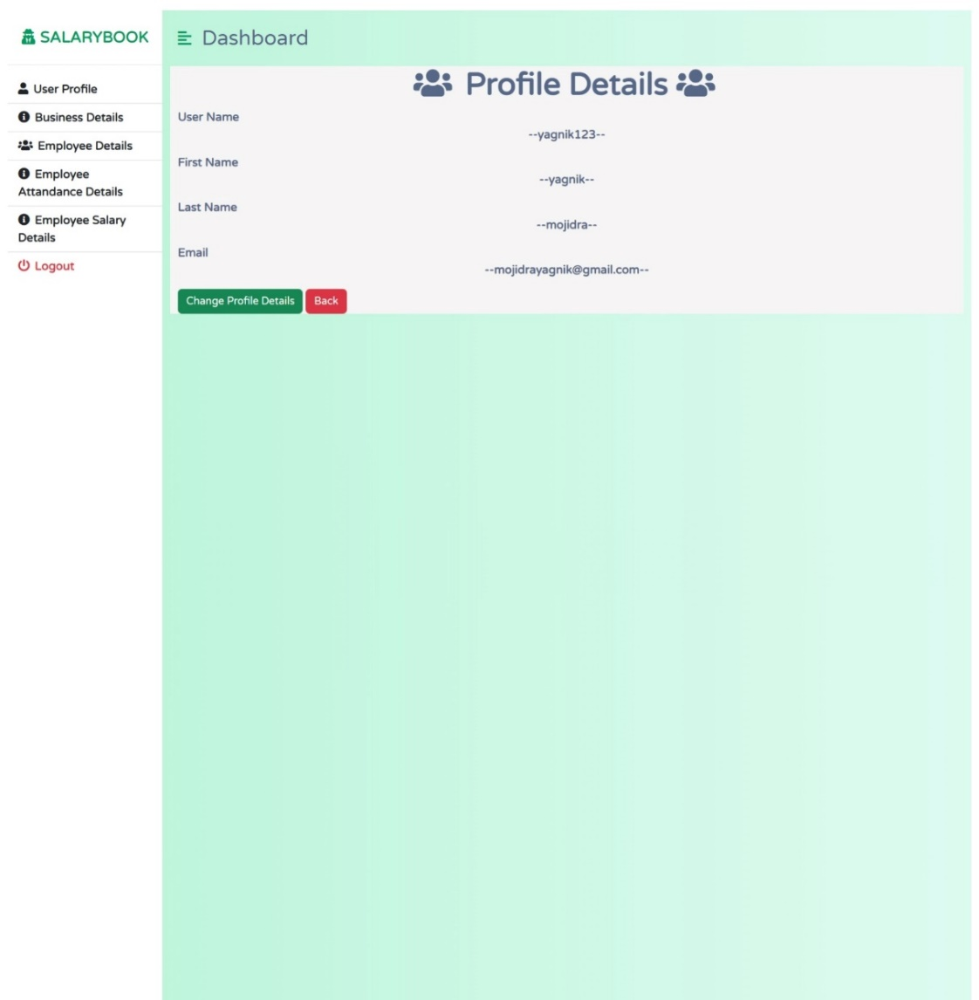 SALARYBOOK
User Profile
Business Details
Employee Details
Employee
Attandance Details
Employee Salary
Details
Logout
Dashboard
Profile Details
User Name
--yagnik123--
First Name
--yagnik--
Last Name
--mojidra--
Email
--mojidrayagnik@gmail.com--
Change Profile Details Back